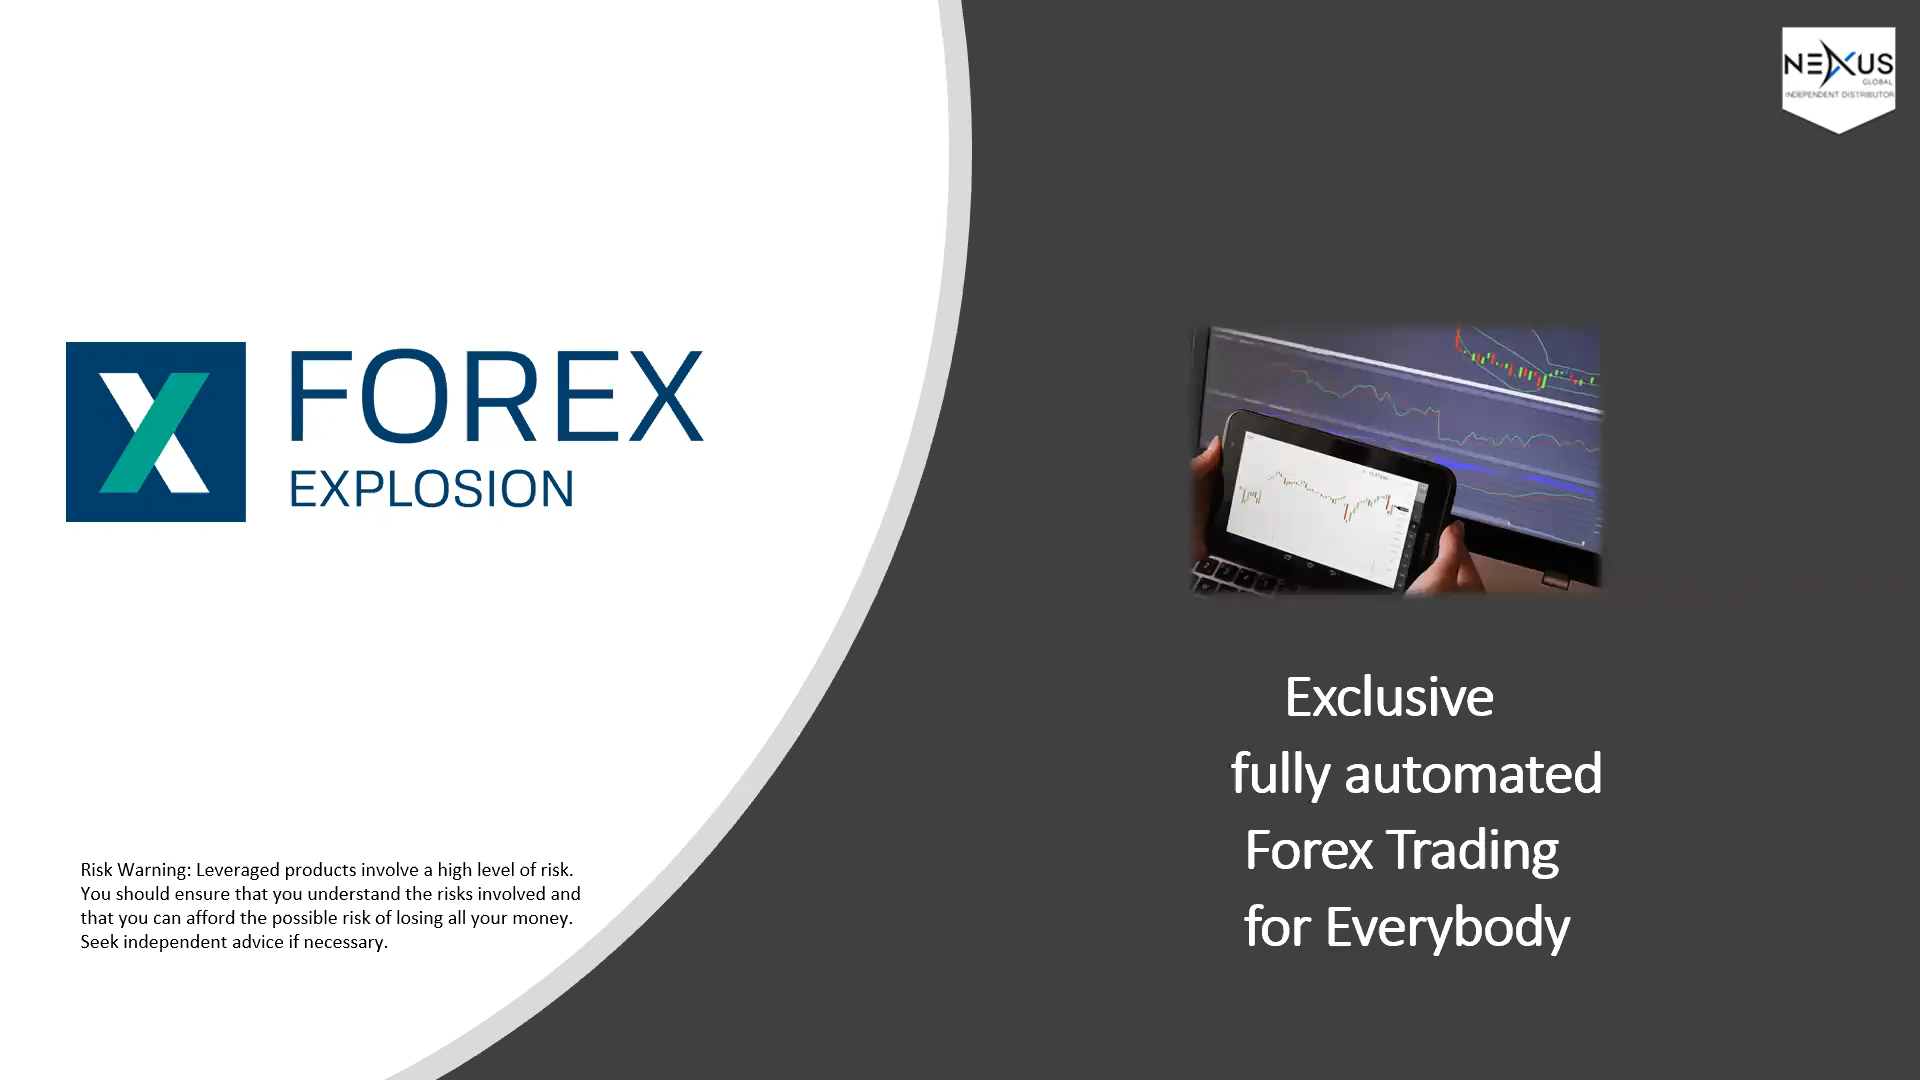 FOREX
EXPLOSION
Risk Warning: Leveraged products involve a high level of risk.
You should ensure that you understand the risks involved and
that you can afford the possible risk of losing all your money.
Seek independent advice if necessary.
NEXUS
GLOBAL
INDEPENDENT DISTRIBUTOR
Exclusive
fully automated
Forex Trading
for Everybody